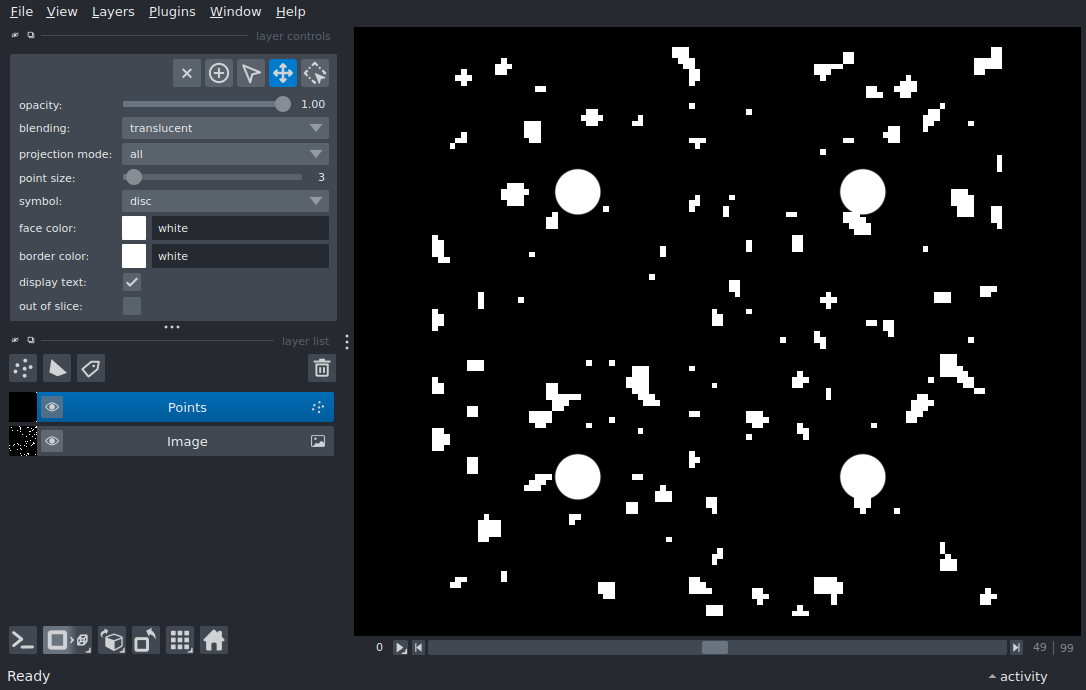 File View Layers Plugins Window Help
layer controls
opacity: 1.00
blending: translucent
projection mode: all
point size: 3
symbol: disc
face color: white
border color: white
display text:
out of slice:
layer list
Points
Image
0 49 99
Ready activity